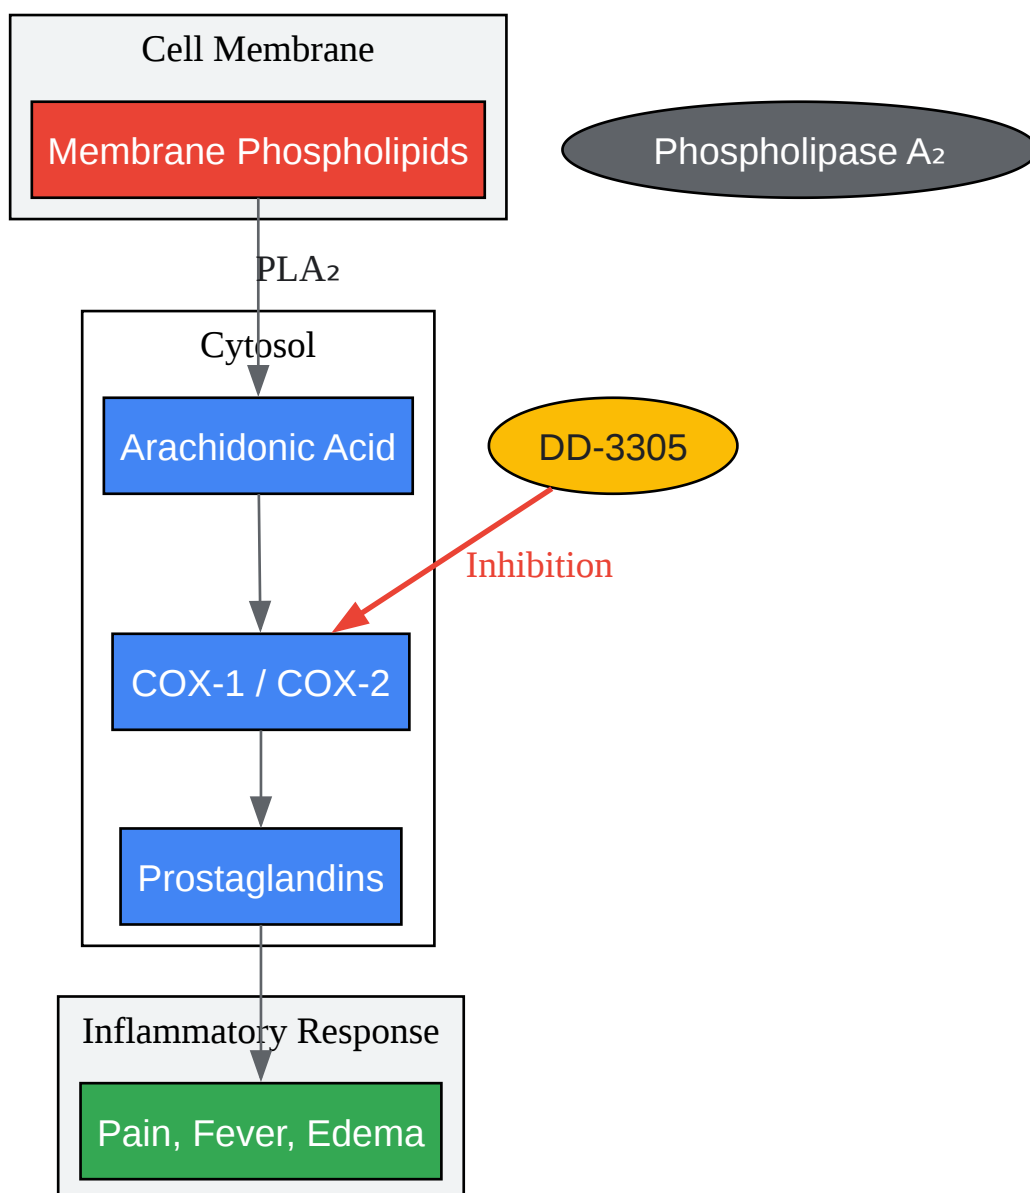 Cell Membrane
Membrane Phospholipids
Phospholipase A₂
PLA₂
Cytosol
Arachidonic Acid
DD-3305
Inhibition
COX-1 / COX-2
Prostaglandins
Inflammatory Response
Pain, Fever, Edema